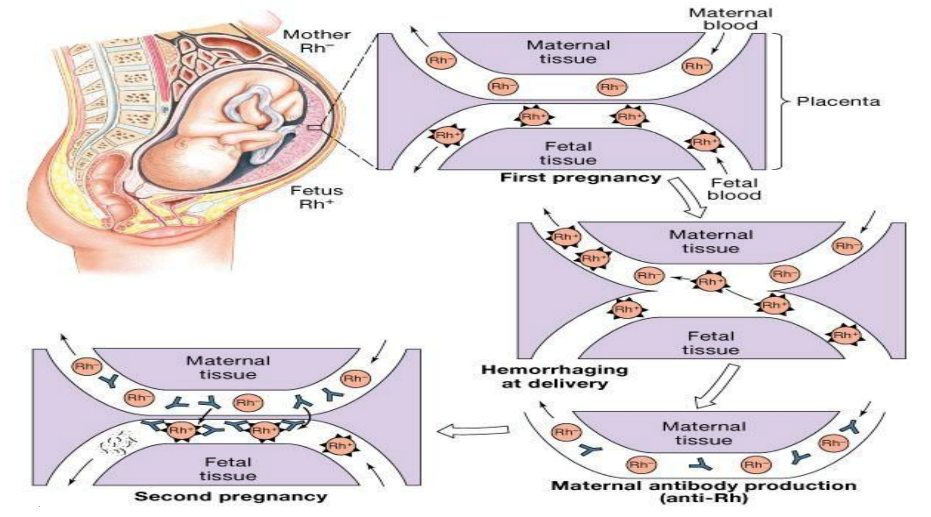 Mother
Rh⁻
Fetus
Rh⁺
Maternal
blood
Maternal
tissue
Rh⁻
Rh⁻
Rh⁻
Rh⁻
Placenta
Rh⁺
Rh⁺
Rh⁺
Rh⁺
Fetal
tissue
First pregnancy
Fetal
blood
Maternal
tissue
Rh⁺
Rh⁺
Rh⁻
Rh⁺
Rh⁻
Rh⁻
Rh⁺
Rh⁺
Rh⁺
Fetal
tissue
Hemorrhaging
at delivery
Maternal
tissue
Rh⁻
Rh⁻
Rh⁻
Rh⁻
Maternal antibody production
(anti-Rh)
Maternal
tissue
Rh⁻
Rh⁻
Rh⁻
Rh⁻
Rh⁺
Rh⁺
Rh⁺
Fetal
tissue
Second pregnancy